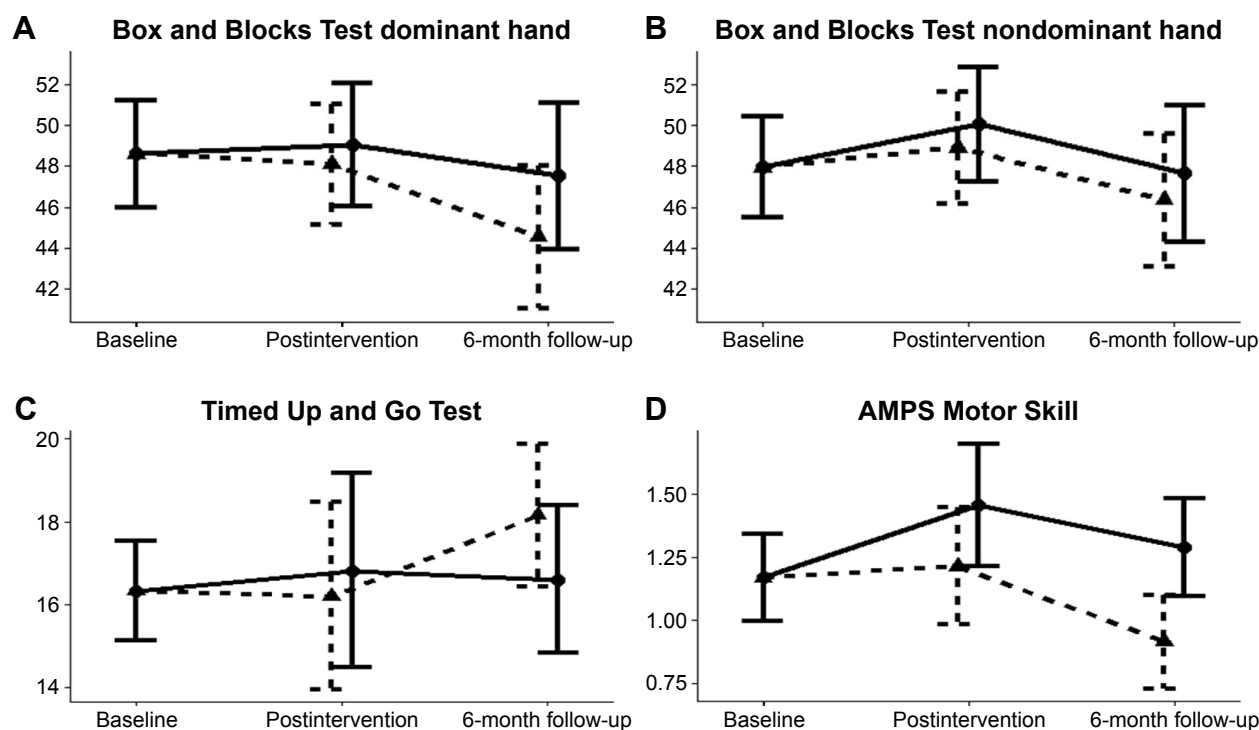 A Box and Blocks Test dominant hand
52
50
48
46
44
42
Baseline Postintervention 6-month follow-up
B Box and Blocks Test nondominant hand
52
50
48
46
44
42
Baseline Postintervention 6-month follow-up
C Timed Up and Go Test
20
18
16
14
Baseline Postintervention 6-month follow-up
D AMPS Motor Skill
1.50
1.25
1.00
0.75
Baseline Postintervention 6-month follow-up